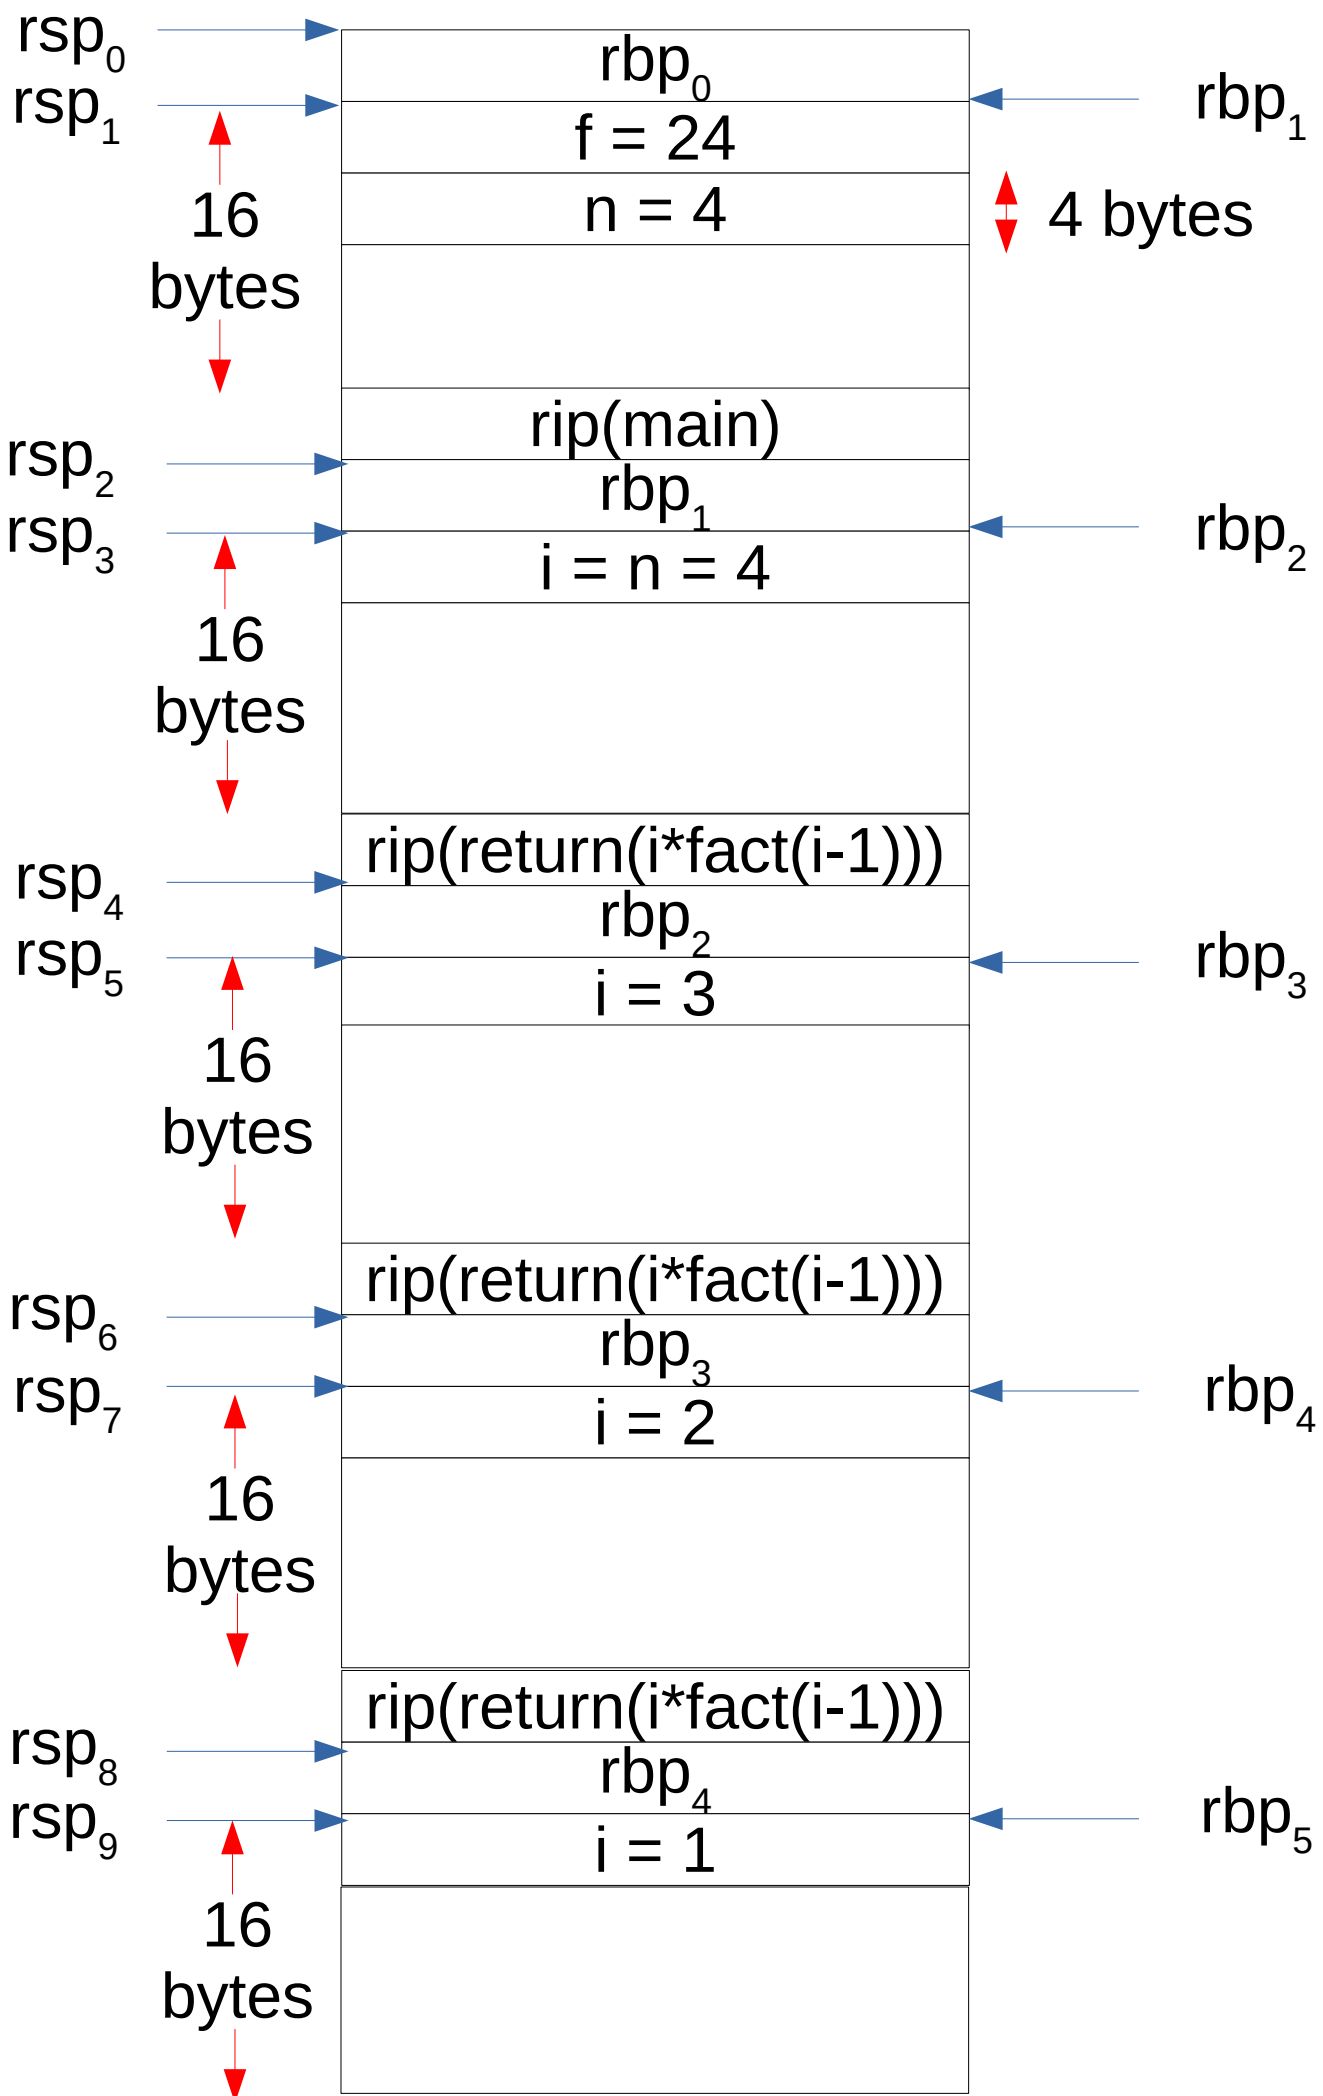 rsp0
rbp0
rsp1
rbp1
f = 24
16
n = 4
4 bytes
bytes
rip(main)
rsp2
rbp1
rsp3
rbp2
i = n = 4
16
bytes
rip(return(i*fact(i-1)))
rsp4
rbp2
rsp5
rbp3
i = 3
16
bytes
rip(return(i*fact(i-1)))
rsp6
rbp3
rsp7
rbp4
i = 2
16
bytes
rip(return(i*fact(i-1)))
rsp8
rbp4
rsp9
rbp5
i = 1
16
bytes